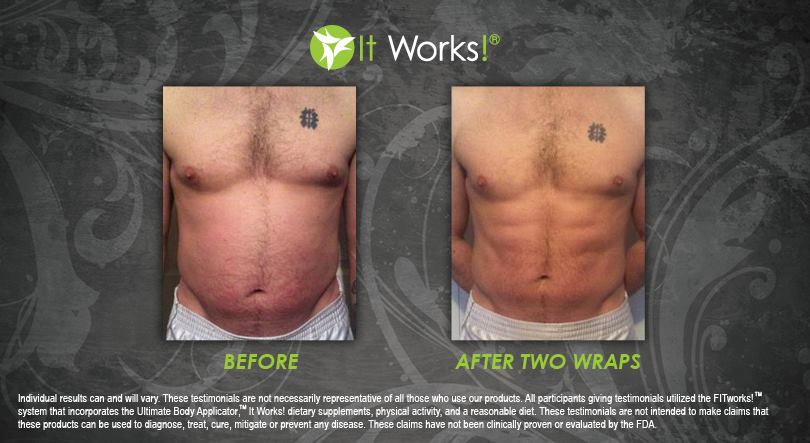 It Works!®
BEFORE
AFTER TWO WRAPS
Individual results can and will vary. These testimonials are not necessarily representative of all those who use our products. All participants giving testimonials utilized the FITworks!™
system that incorporates the Ultimate Body Applicator,™ It Works! dietary supplements, physical activity, and a reasonable diet. These testimonials are not intended to make claims that
these products can be used to diagnose, treat, cure, mitigate or prevent any disease. These claims have not been clinically proven or evaluated by the FDA.